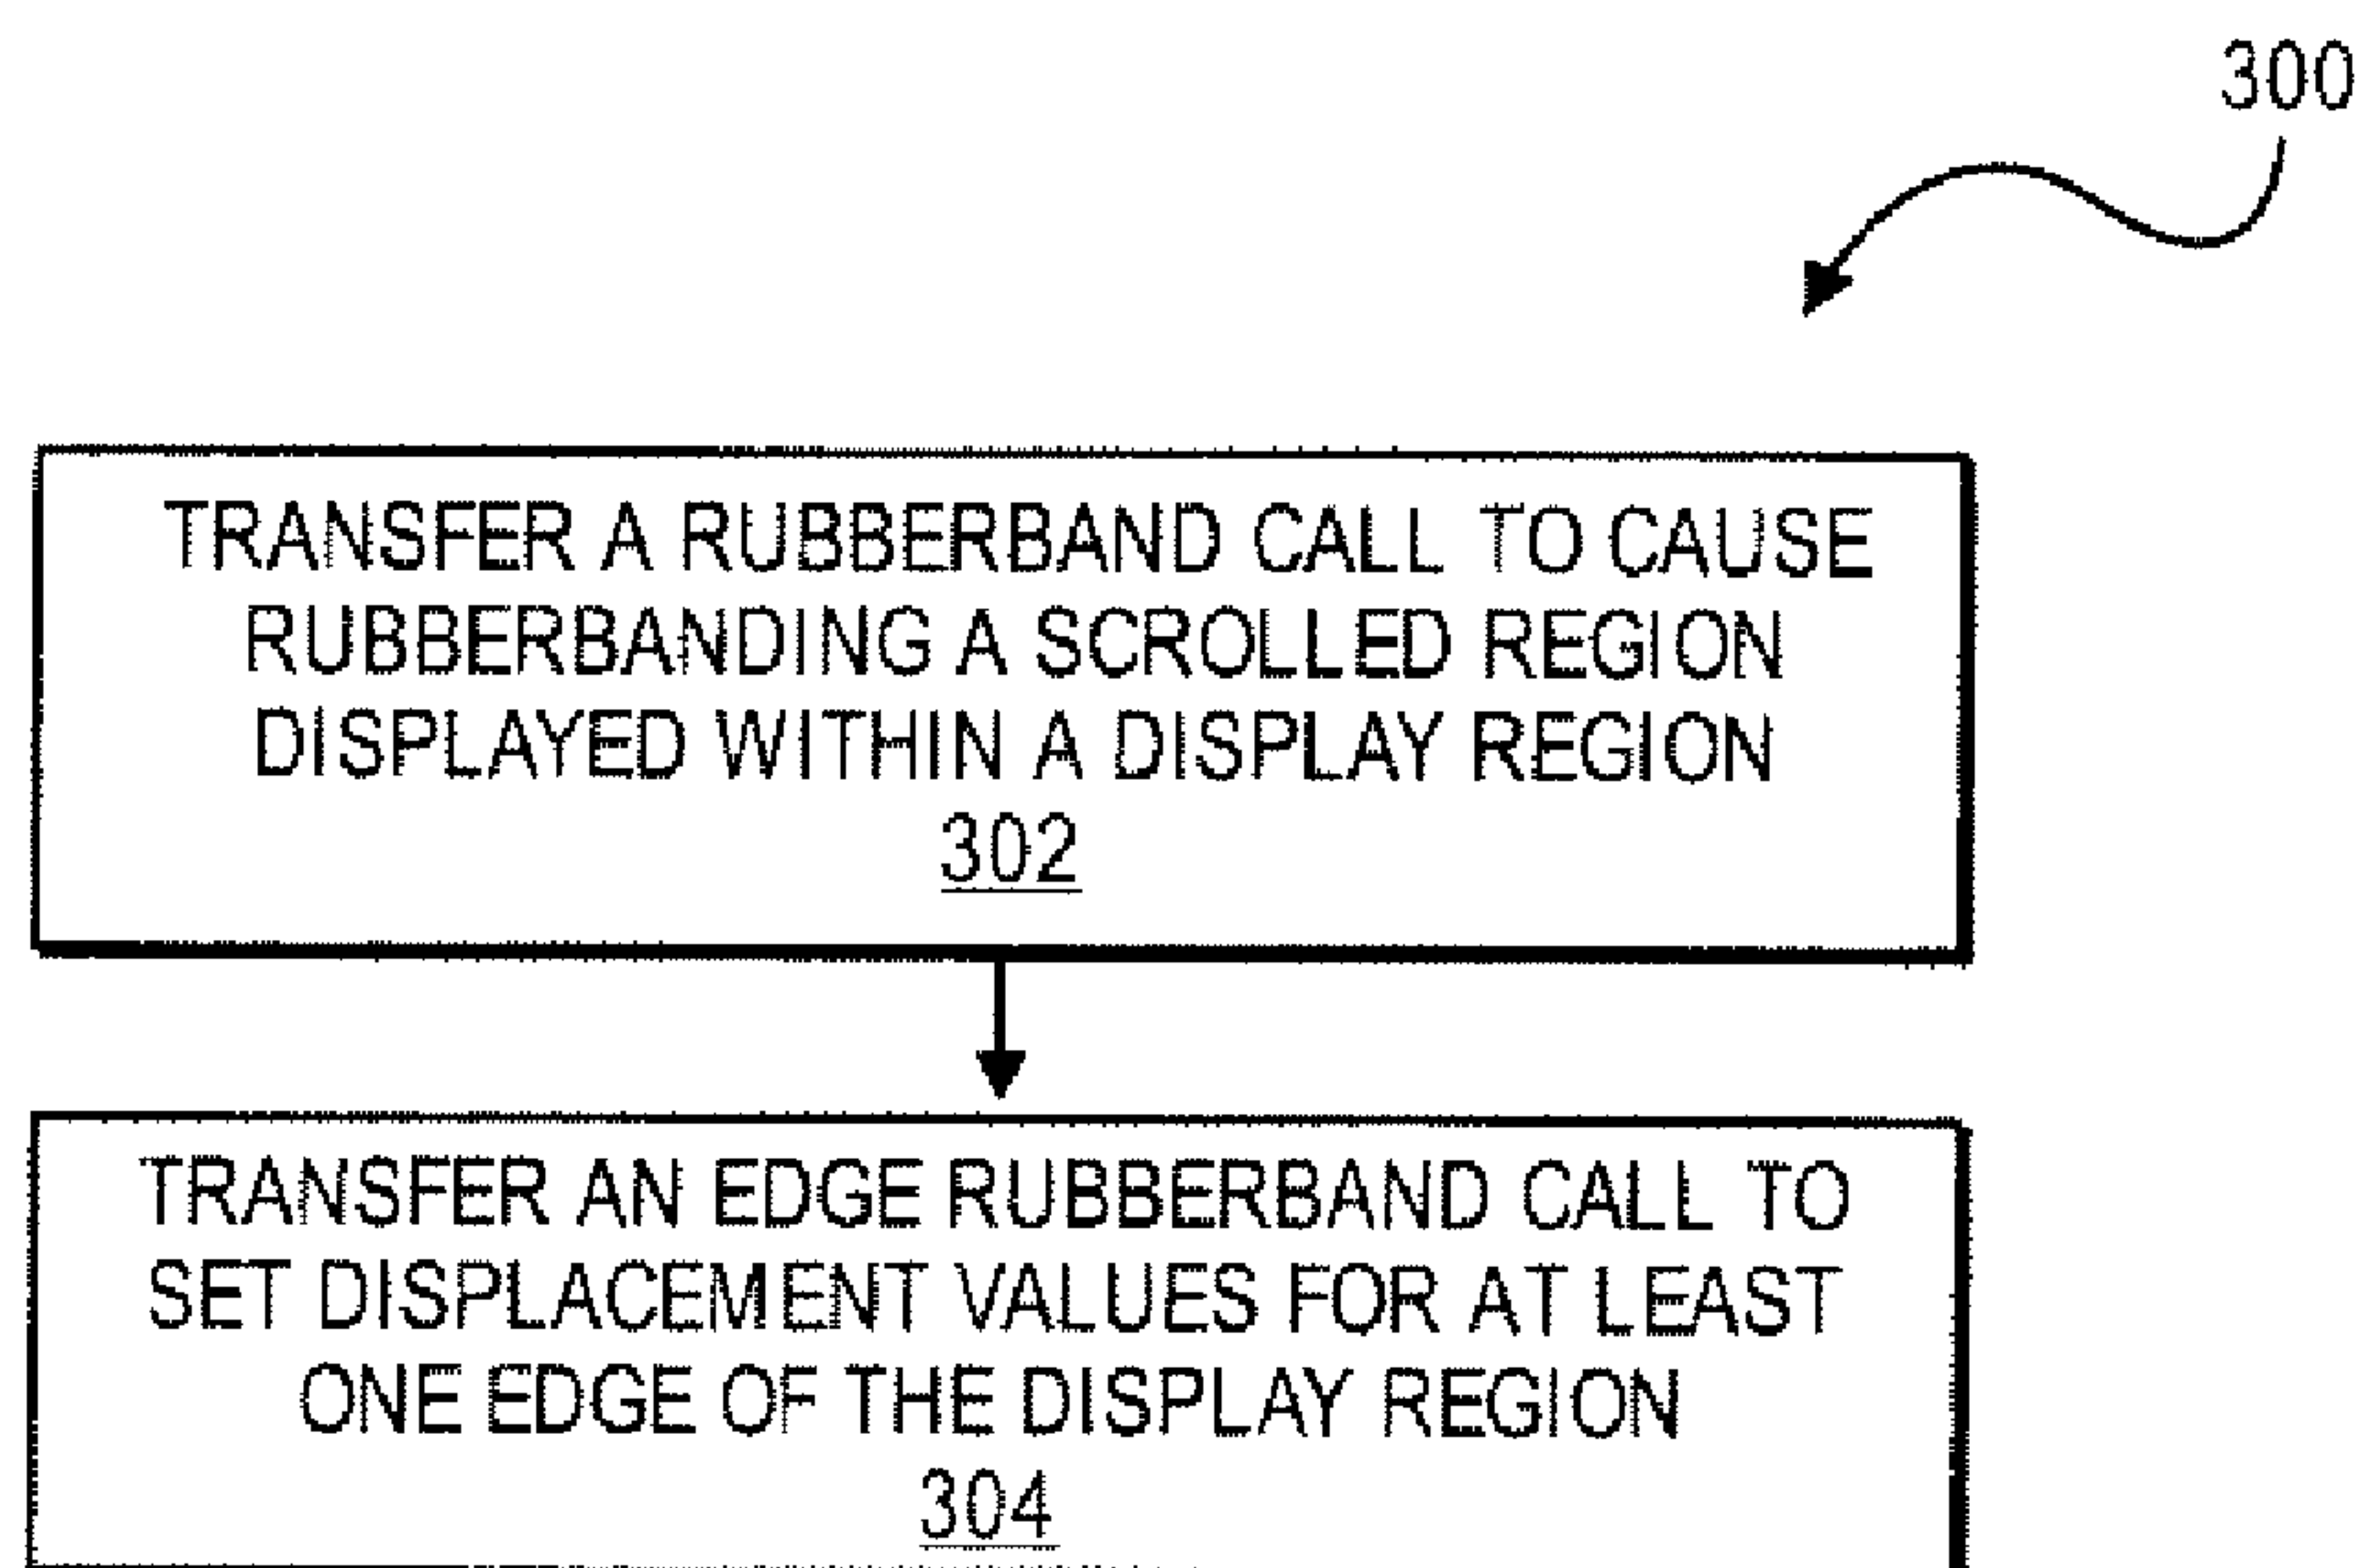 300
TRANSFER A RUBBERBAND CALL TO CAUSE
RUBBERBANDING A SCROLLED REGION
DISPLAYED WITHIN A DISPLAY REGION
302
TRANSFER AN EDGE RUBBERBAND CALL TO
SET DISPLACEMENT VALUES FOR AT LEAST
ONE EDGE OF THE DISPLAY REGION
304